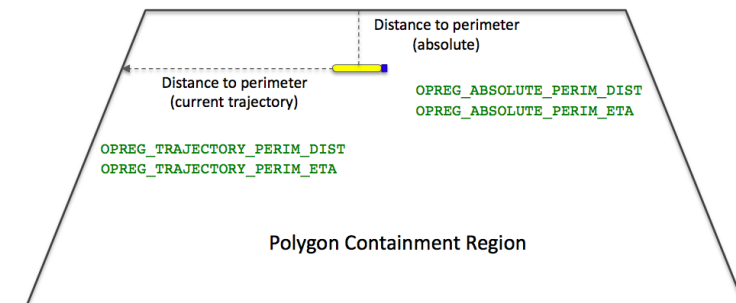 Distance to perimeter
(absolute)
Distance to perimeter
(current trajectory)
OPREG_ABSOLUTE_PERIM_DIST
OPREG_ABSOLUTE_PERIM_ETA
OPREG_TRAJECTORY_PERIM_DIST
OPREG_TRAJECTORY_PERIM_ETA
Polygon Containment Region